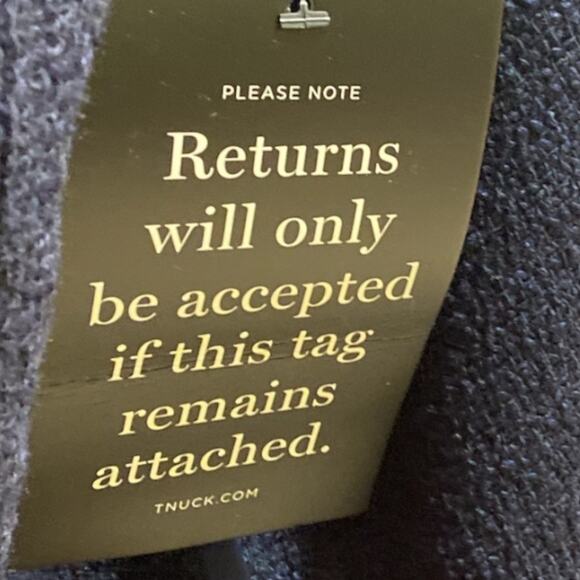 PLEASE NOTE
Returns
will only
be accepted
if this tag
remains
attached.
TNUCK.COM